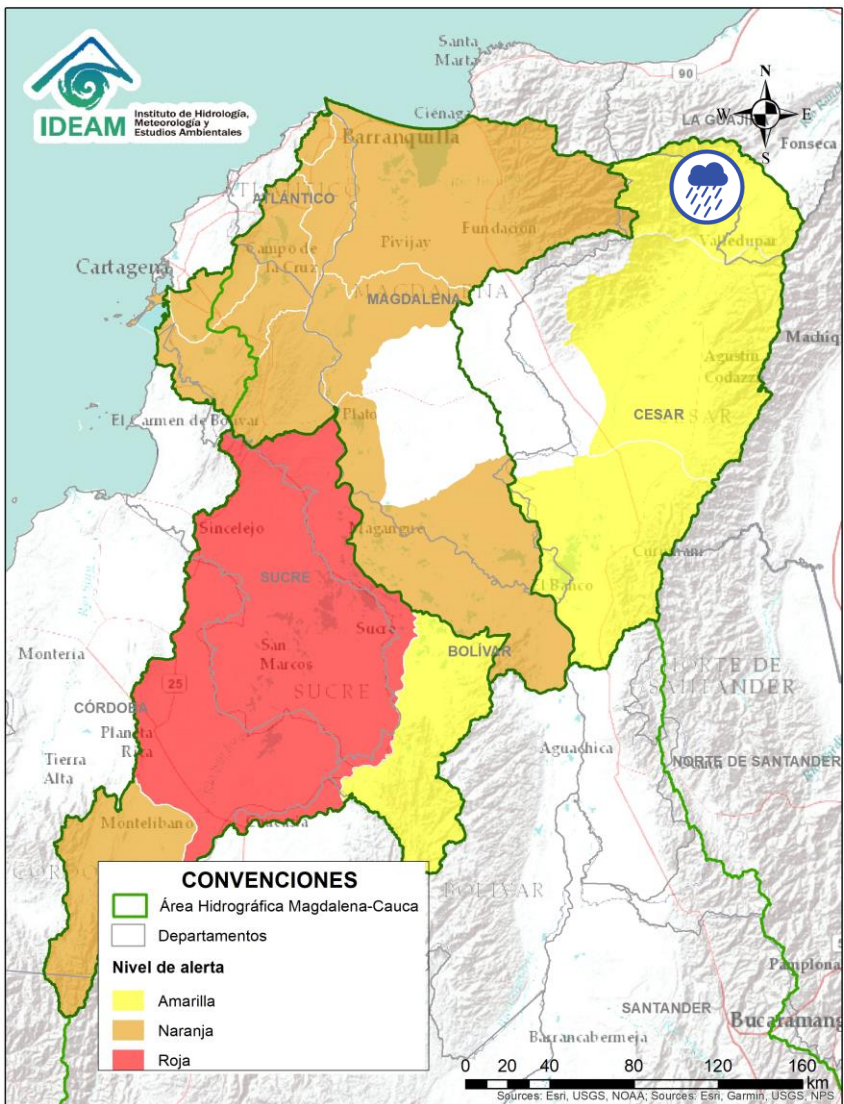 IDEAM
Instituto de Hidrología,
Meteorología y
Estudios Ambientales
Santa
Marta
90
N
W
E
S
LA GUAJI
Fonseca
Ciénaga
Barranquilla
ATLÁNTICO
Valledupar
Fundación
Pivijay
Campo de
la Cruz
Cartagena
MAGDALENA
Machiq
Agustín
Codazzi
El Carmen de Bolívar
Plato
CESAR
Sincelejo
Magangué
SUCRE
El Banco
Sucre
BOLÍVAR
San
Marcos
SUCRE
Montería
25
CÓRDOBA
Planeta
Rica
NORTE DE
SANTANDER
Tierra
Alta
Aguachica
NORTE DE SANTANDER
Montelibano
BOLÍVAR
CONVENCIONES
Área Hidrográfica Magdalena-Cauca
Departamentos
Nivel de alerta
Amarilla
Naranja
Roja
Pamplona
SANTANDER
Bucaramang
Barrancabermeja
0 20 40 80 120 160
km
Sources: Esri, USGS, NOAA; Sources: Esri, Garmin, USGS, NPS